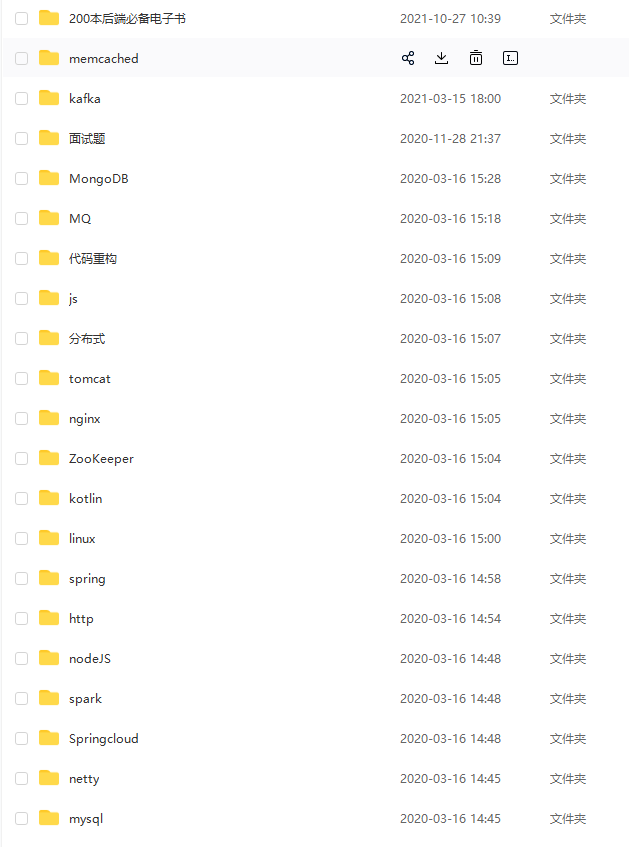 200本后端必备电子书 2021-10-27 10:39 文件夹
memcached
kafka 2021-03-15 18:00 文件夹
面试题 2020-11-28 21:37 文件夹
MongoDB 2020-03-16 15:28 文件夹
MQ 2020-03-16 15:18 文件夹
代码重构 2020-03-16 15:09 文件夹
js 2020-03-16 15:08 文件夹
分布式 2020-03-16 15:07 文件夹
tomcat 2020-03-16 15:05 文件夹
nginx 2020-03-16 15:05 文件夹
ZooKeeper 2020-03-16 15:04 文件夹
kotlin 2020-03-16 15:04 文件夹
linux 2020-03-16 15:00 文件夹
spring 2020-03-16 14:58 文件夹
http 2020-03-16 14:54 文件夹
nodeJS 2020-03-16 14:48 文件夹
spark 2020-03-16 14:48 文件夹
Springcloud 2020-03-16 14:48 文件夹
netty 2020-03-16 14:45 文件夹
mysql 2020-03-16 14:45 文件夹